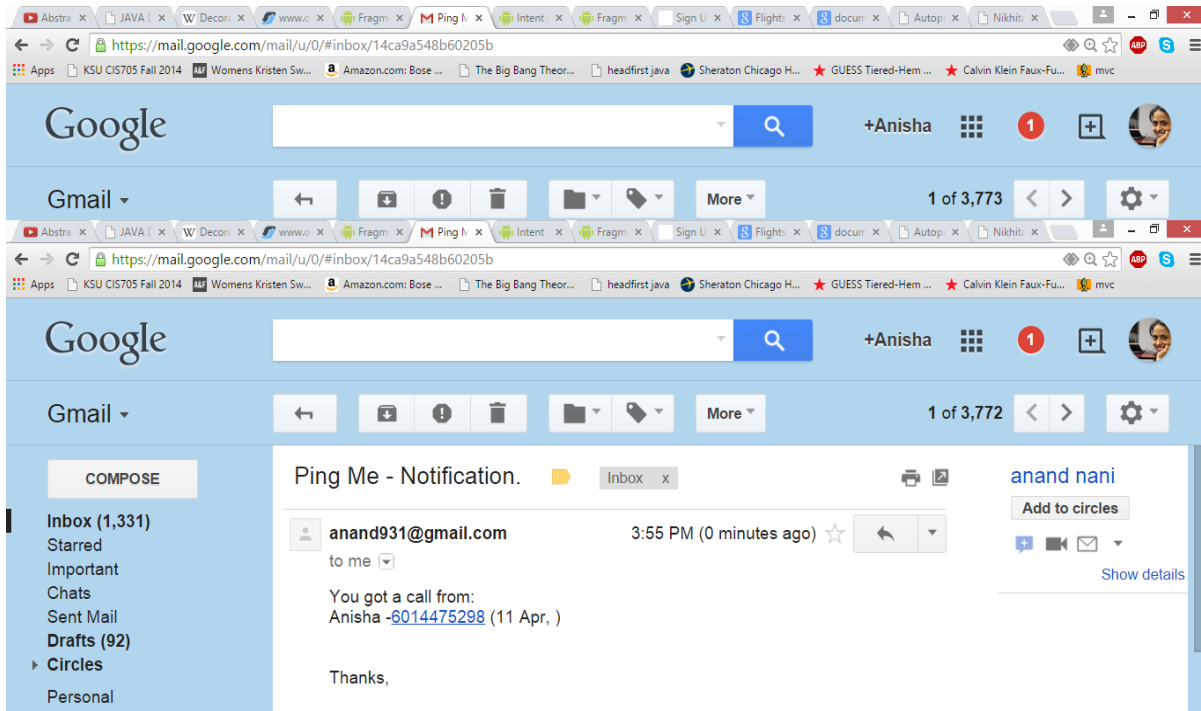 Abstra x JAVA D x W Decora x www.c x Fragm x M Ping M x Intent x Fragm x Sign U x Flights x docum x Autop x Nikhit x
https://mail.google.com/mail/u/0/#inbox/14ca9a548b60205b ABP S
Apps KSU CIS705 Fall 2014 A&F Womens Kristen Sw... a Amazon.com: Bose ... The Big Bang Theor... headfirst java Sheraton Chicago H... GUESS Tiered-Hem ... Calvin Klein Faux-Fu... mvc
Google +Anisha 1
Gmail More 1 of 3,773
Abstra x JAVA D x W Decora x www.c x Fragm x M Ping M x Intent x Fragm x Sign U x Flights x docum x Autop x Nikhit x
https://mail.google.com/mail/u/0/#inbox/14ca9a548b60205b ABP S
Apps KSU CIS705 Fall 2014 A&F Womens Kristen Sw... a Amazon.com: Bose ... The Big Bang Theor... headfirst java Sheraton Chicago H... GUESS Tiered-Hem ... Calvin Klein Faux-Fu... mvc
Google +Anisha 1
Gmail More 1 of 3,772
COMPOSE
Inbox (1,331)
Starred
Important
Chats
Sent Mail
Drafts (92)
Circles
Personal
Ping Me - Notification. Inbox x
anand931@gmail.com 3:55 PM (0 minutes ago)
to me
You got a call from:
Anisha -6014475298 (11 Apr, )
Thanks,
anand nani
Add to circles
Show details